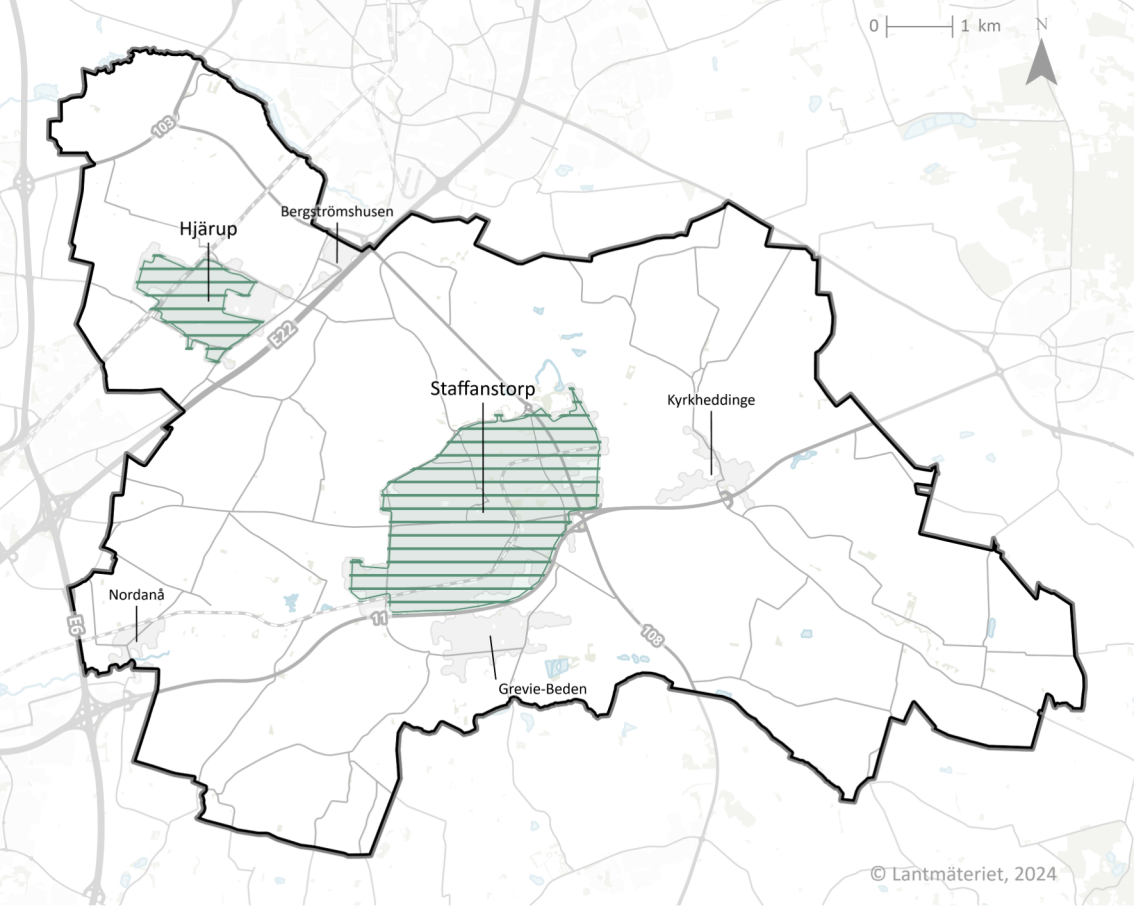 0 1 km
N
103
Bergströmshusen
Hjärup
E22
Staffanstorp
Kyrkheddinge
Nordanå
E6
11
108
Grevie-Beden
© Lantmäteriet, 2024